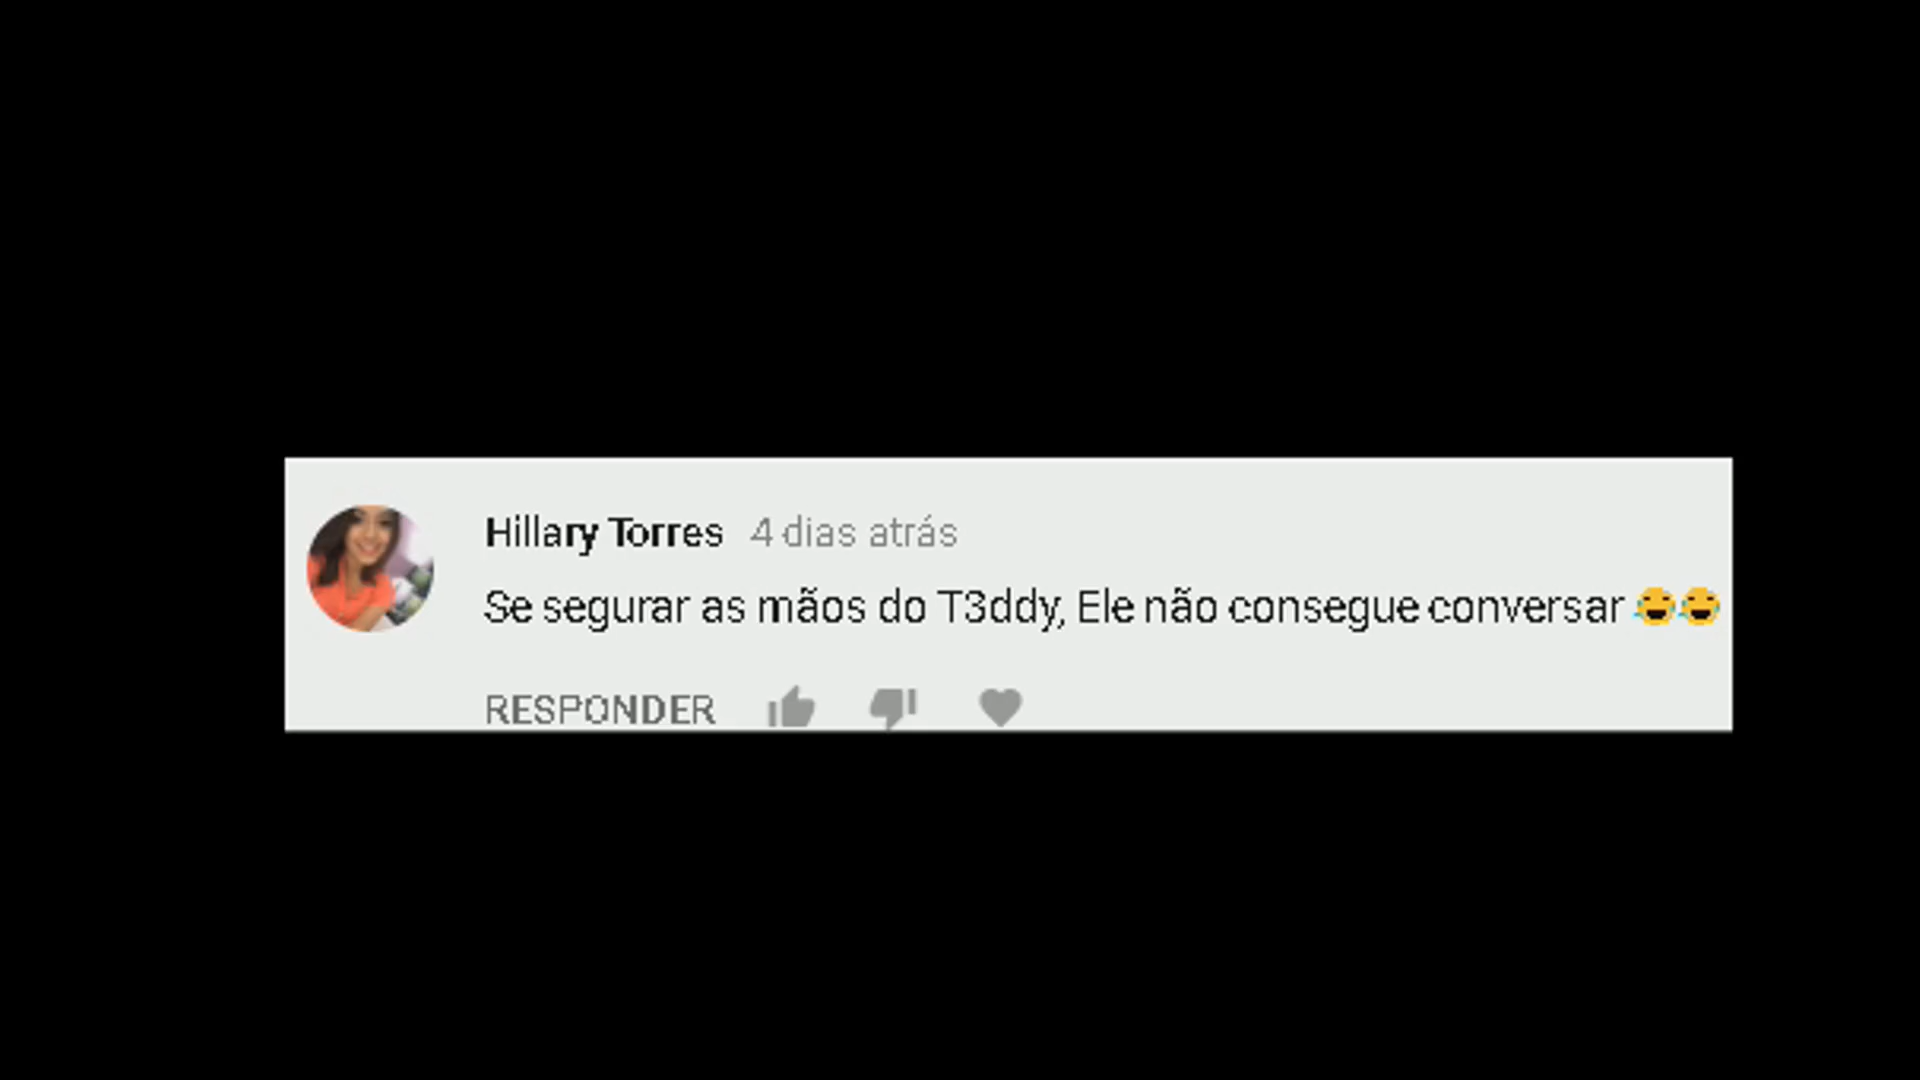 Hillary Torres 4 dias atrás
Se segurar as mãos do T3ddy, Ele não consegue conversar 😂😂
RESPONDER